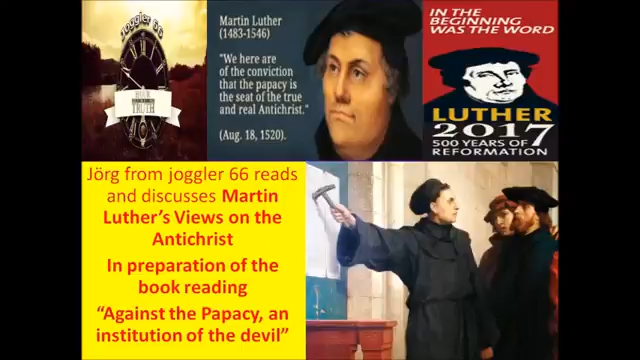 Joggler 66
HOUR
TRUTH
Martin Luther
(1483-1546)
"We here are
of the conviction
that the papacy is
the seat of the true
and real Antichrist."
(Aug. 18, 1520).
IN THE
BEGINNING
WAS THE WORD
LUTHER
2017
500 YEARS OF
REFORMATION
Jörg from joggler 66 reads
and discusses Martin
Luther's Views on the
Antichrist
In preparation of the
book reading
“Against the Papacy, an
institution of the devil”